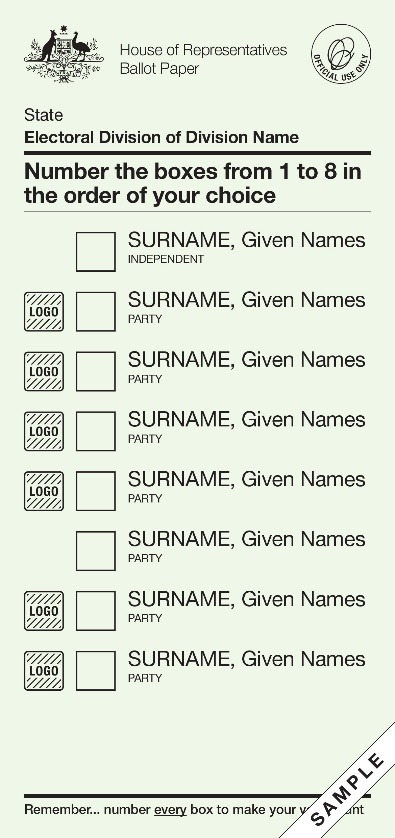 House of Representatives
Ballot Paper
OFFICIAL USE ONLY
State
Electoral Division of Division Name
Number the boxes from 1 to 8 in
the order of your choice
SURNAME, Given Names
INDEPENDENT
LOGO
SURNAME, Given Names
PARTY
LOGO
SURNAME, Given Names
PARTY
LOGO
SURNAME, Given Names
PARTY
LOGO
SURNAME, Given Names
PARTY
SURNAME, Given Names
PARTY
LOGO
SURNAME, Given Names
PARTY
LOGO
SURNAME, Given Names
PARTY
Remember... number every box to make your
SAMPLE